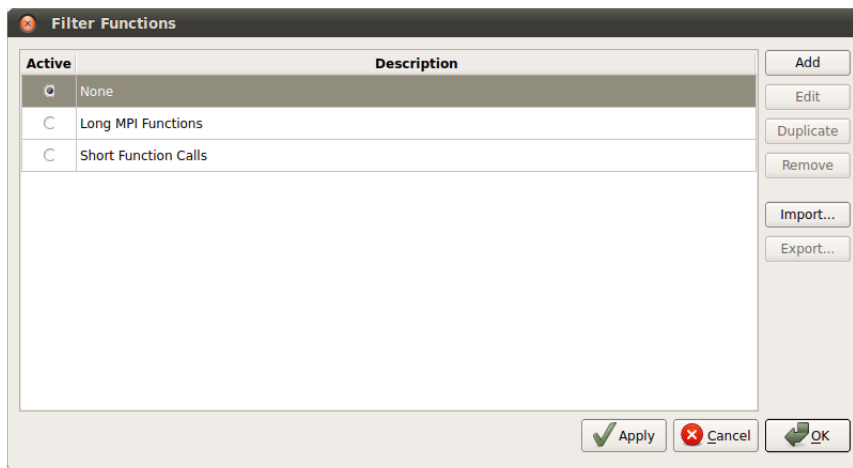 Filter Functions
Active Description
None
Long MPI Functions
Short Function Calls
Add
Edit
Duplicate
Remove
Import...
Export...
Apply Cancel OK